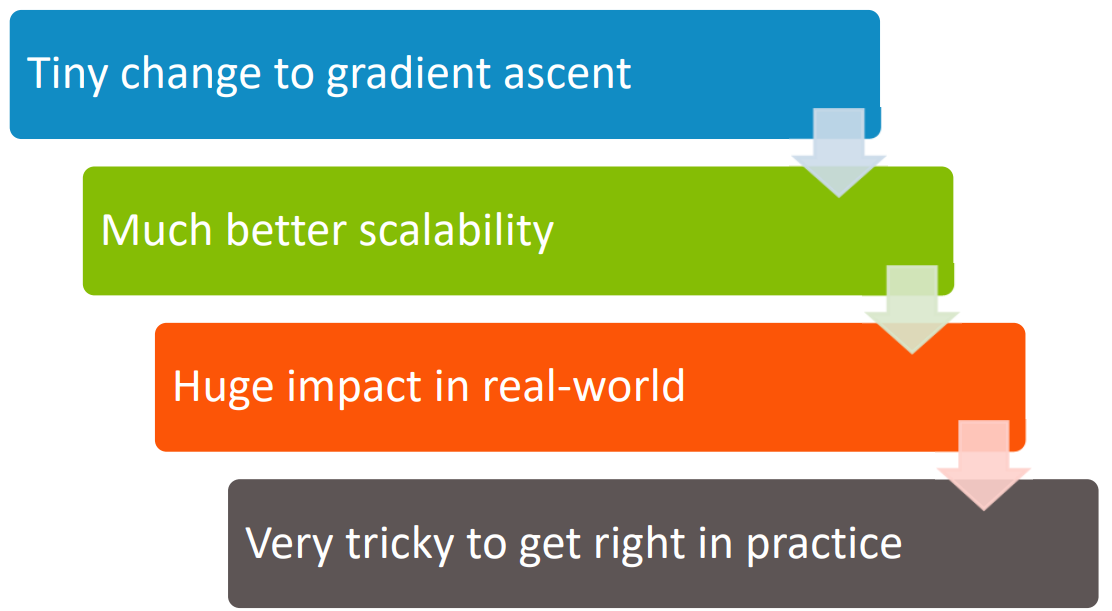 Tiny change to gradient ascent
Much better scalability
Huge impact in real-world
Very tricky to get right in practice